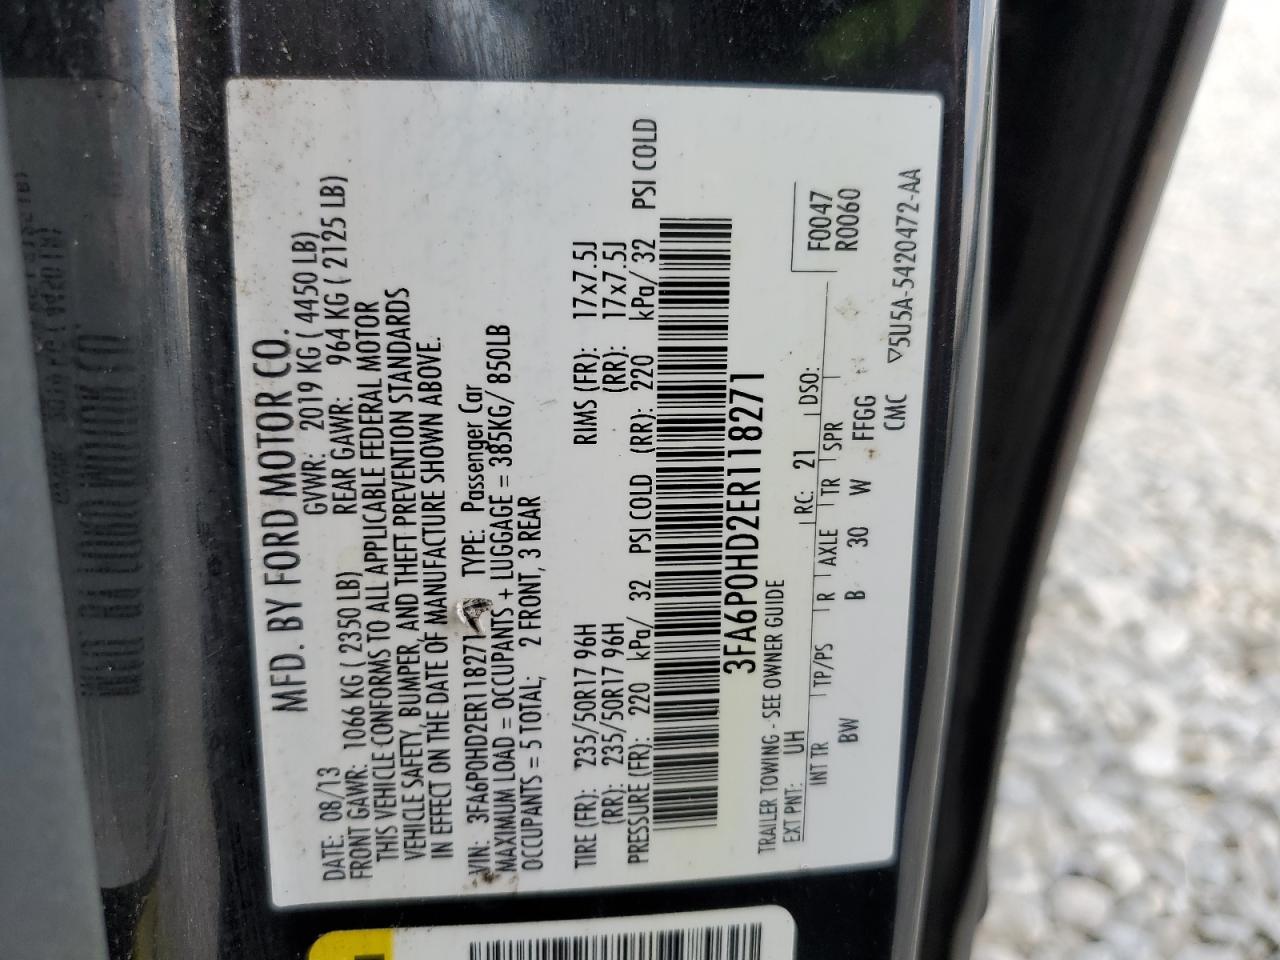 MFD. BY FORD MOTOR CO.
DATE: 08/13 GVWR: 2019 KG ( 4450 LB)
FRONT GAWR: 1066 KG ( 2350 LB) REAR GAWR: 964 KG ( 2125 LB)
THIS VEHICLE CONFORMS TO ALL APPLICABLE FEDERAL MOTOR
VEHICLE SAFETY, BUMPER, AND THEFT PREVENTION STANDARDS
IN EFFECT ON THE DATE OF MANUFACTURE SHOWN ABOVE.
VIN: 3FA6P0HD2ER118271 TYPE: Passenger Car
MAXIMUM LOAD = OCCUPANTS + LUGGAGE = 385KG/ 850LB
OCCUPANTS = 5 TOTAL; 2 FRONT, 3 REAR
TIRE (FR): 235/50R17 96H RIMS (FR): 17x7.5J
(RR): 235/50R17 96H (RR): 17x7.5J
PRESSURE (FR): 220 kPa/ 32 PSI COLD (RR): 220 kPa/ 32 PSI COLD
3FA6P0HD2ER118271
TRAILER TOWING - SEE OWNER GUIDE
EXT PNT: UH RC: 21 DSO: F0047
R0060
INT TR TP/PS R AXLE TR SPR
BW B 30 W FFGG
CMC
▽5U5A-5420472-AA